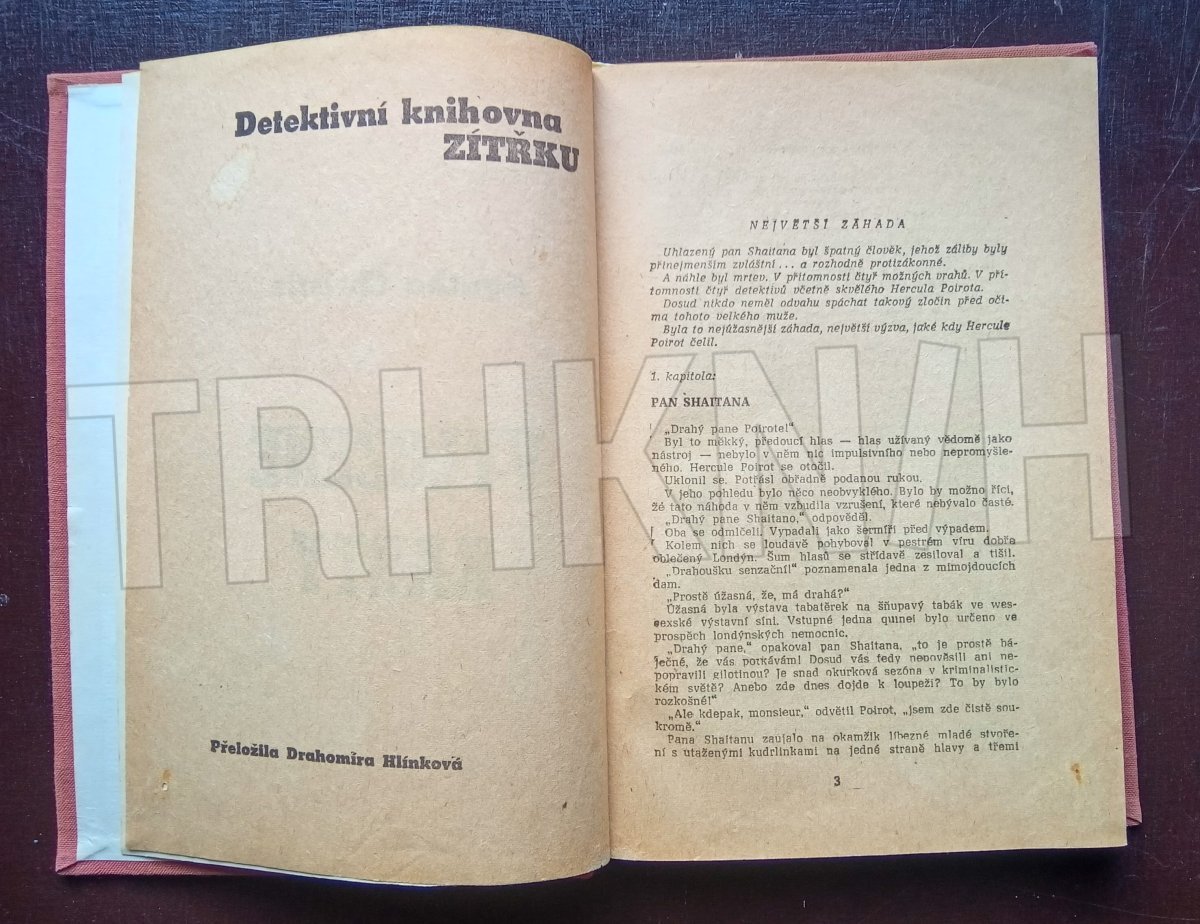 Detektivní knihovna
ZÍTŘKU
Přeložila Drahomíra Hlínková
NEJVĚTŠÍ ZÁHADA
Uhlazený pan Shaitana byl špatný člověk, jehož záliby byly
přinejmenším zvláštní... a rozhodně protizákonné.
A náhle byl mrtev. V přítomnosti čtyř možných vrahů. V pří-
tomnosti čtyř detektivů včetně skvělého Hercula Poirota.
Dosud nikdo neměl odvahu spáchat takový zločin před oči-
ma tohoto velkého muže.
Byla to nejúžasnější záhada, největší výzva, jaké kdy Hercule
Poirot čelil.
1. kapitola:
PAN SHAITANA
„Drahý pane Poirote!“
Byl to měkký, předoucí hlas — hlas užívaný vědomě jako
nástroj — nebylo v něm nic impulsivního nebo nepromyšle-
ného. Hercule Poirot se otočil.
Uklonil se. Potřásl obřadně podanou rukou.
V jeho pohledu bylo něco neobvyklého. Bylo by možno říci,
že tato náhoda v něm vzbudila vzrušení, které nebývalo časté.
„Drahý pane Shaitano,“ odpověděl.
Oba se odmlčeli. Vypadali jako šermíři před výpadem.
Kolem nich se loudavě pohyboval v pestrém víru dobře
oblečený Londýn. Šum hlasů se střídavě zesiloval a tišil.
„Drahoušku senzační!“ poznamenala jedna z mimojdoucích
dam.
„Prostě úžasná, že, má drahá?“
Úžasná byla výstava tabatěrek na šňupavý tabák ve wes-
sexské výstavní síni. Vstupné jedna guinei bylo určeno ve
prospěch londýnských nemocnic.
„Drahý pane,“ opakoval pan Shaitana, „to je prostě bá-
ječné, že vás potkávám! Dosud vás tedy nepověsili ani ne-
popravili gilotinou? Je snad okurková sezóna v kriminalistic-
kém světě? Anebo zde dnes dojde k loupeži? To by bylo
rozkošné!“
„Ale kdepak, monsieur,“ odvětil Poirot, „jsem zde čistě sou-
kromě.“
Pana Shaitanu zaujalo na okamžik líbezné mladé stvoře-
ní s utaženými kudrlinkami na jedné straně hlavy a třemi
3
TRHKNIH